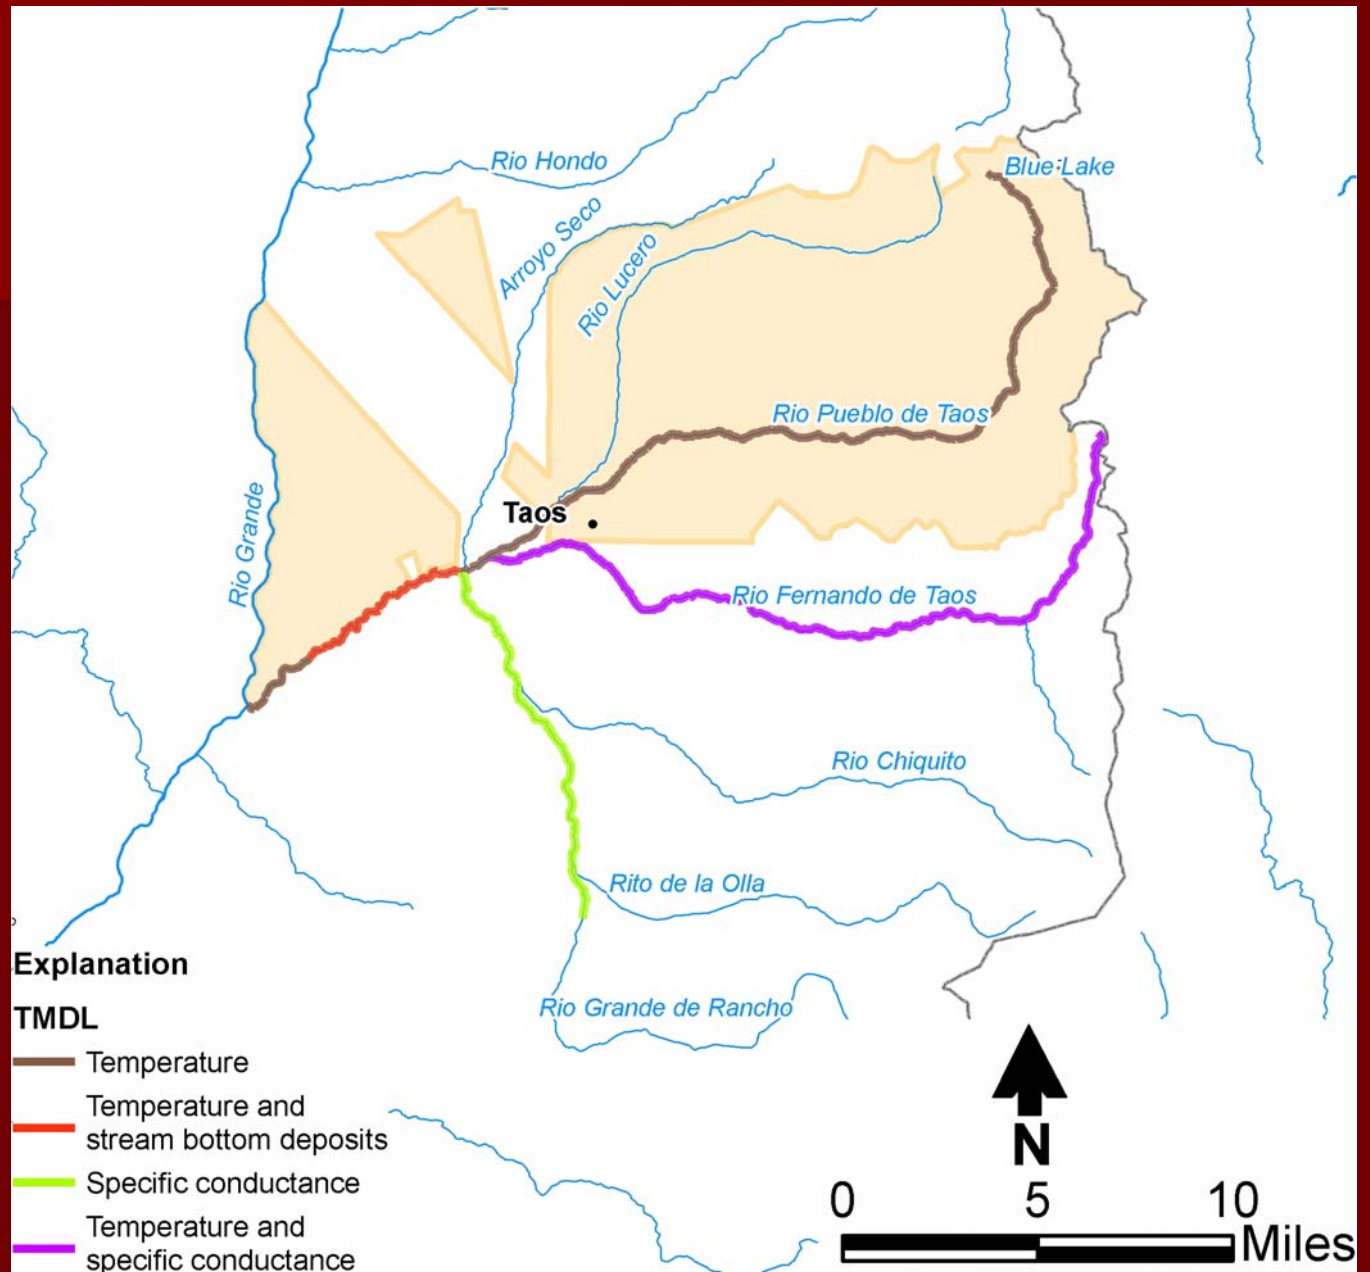 Rio Hondo
Blue Lake
Arroyo Seco
Rio Lucero
Rio Pueblo de Taos
Rio Grande
Taos
Rio Fernando de Taos
Rio Chiquito
Rito de la Olla
Rio Grande de Rancho
Explanation
TMDL
Temperature
Temperature and
stream bottom deposits
Specific conductance
Temperature and
specific conductance
N
0 5 10
Miles